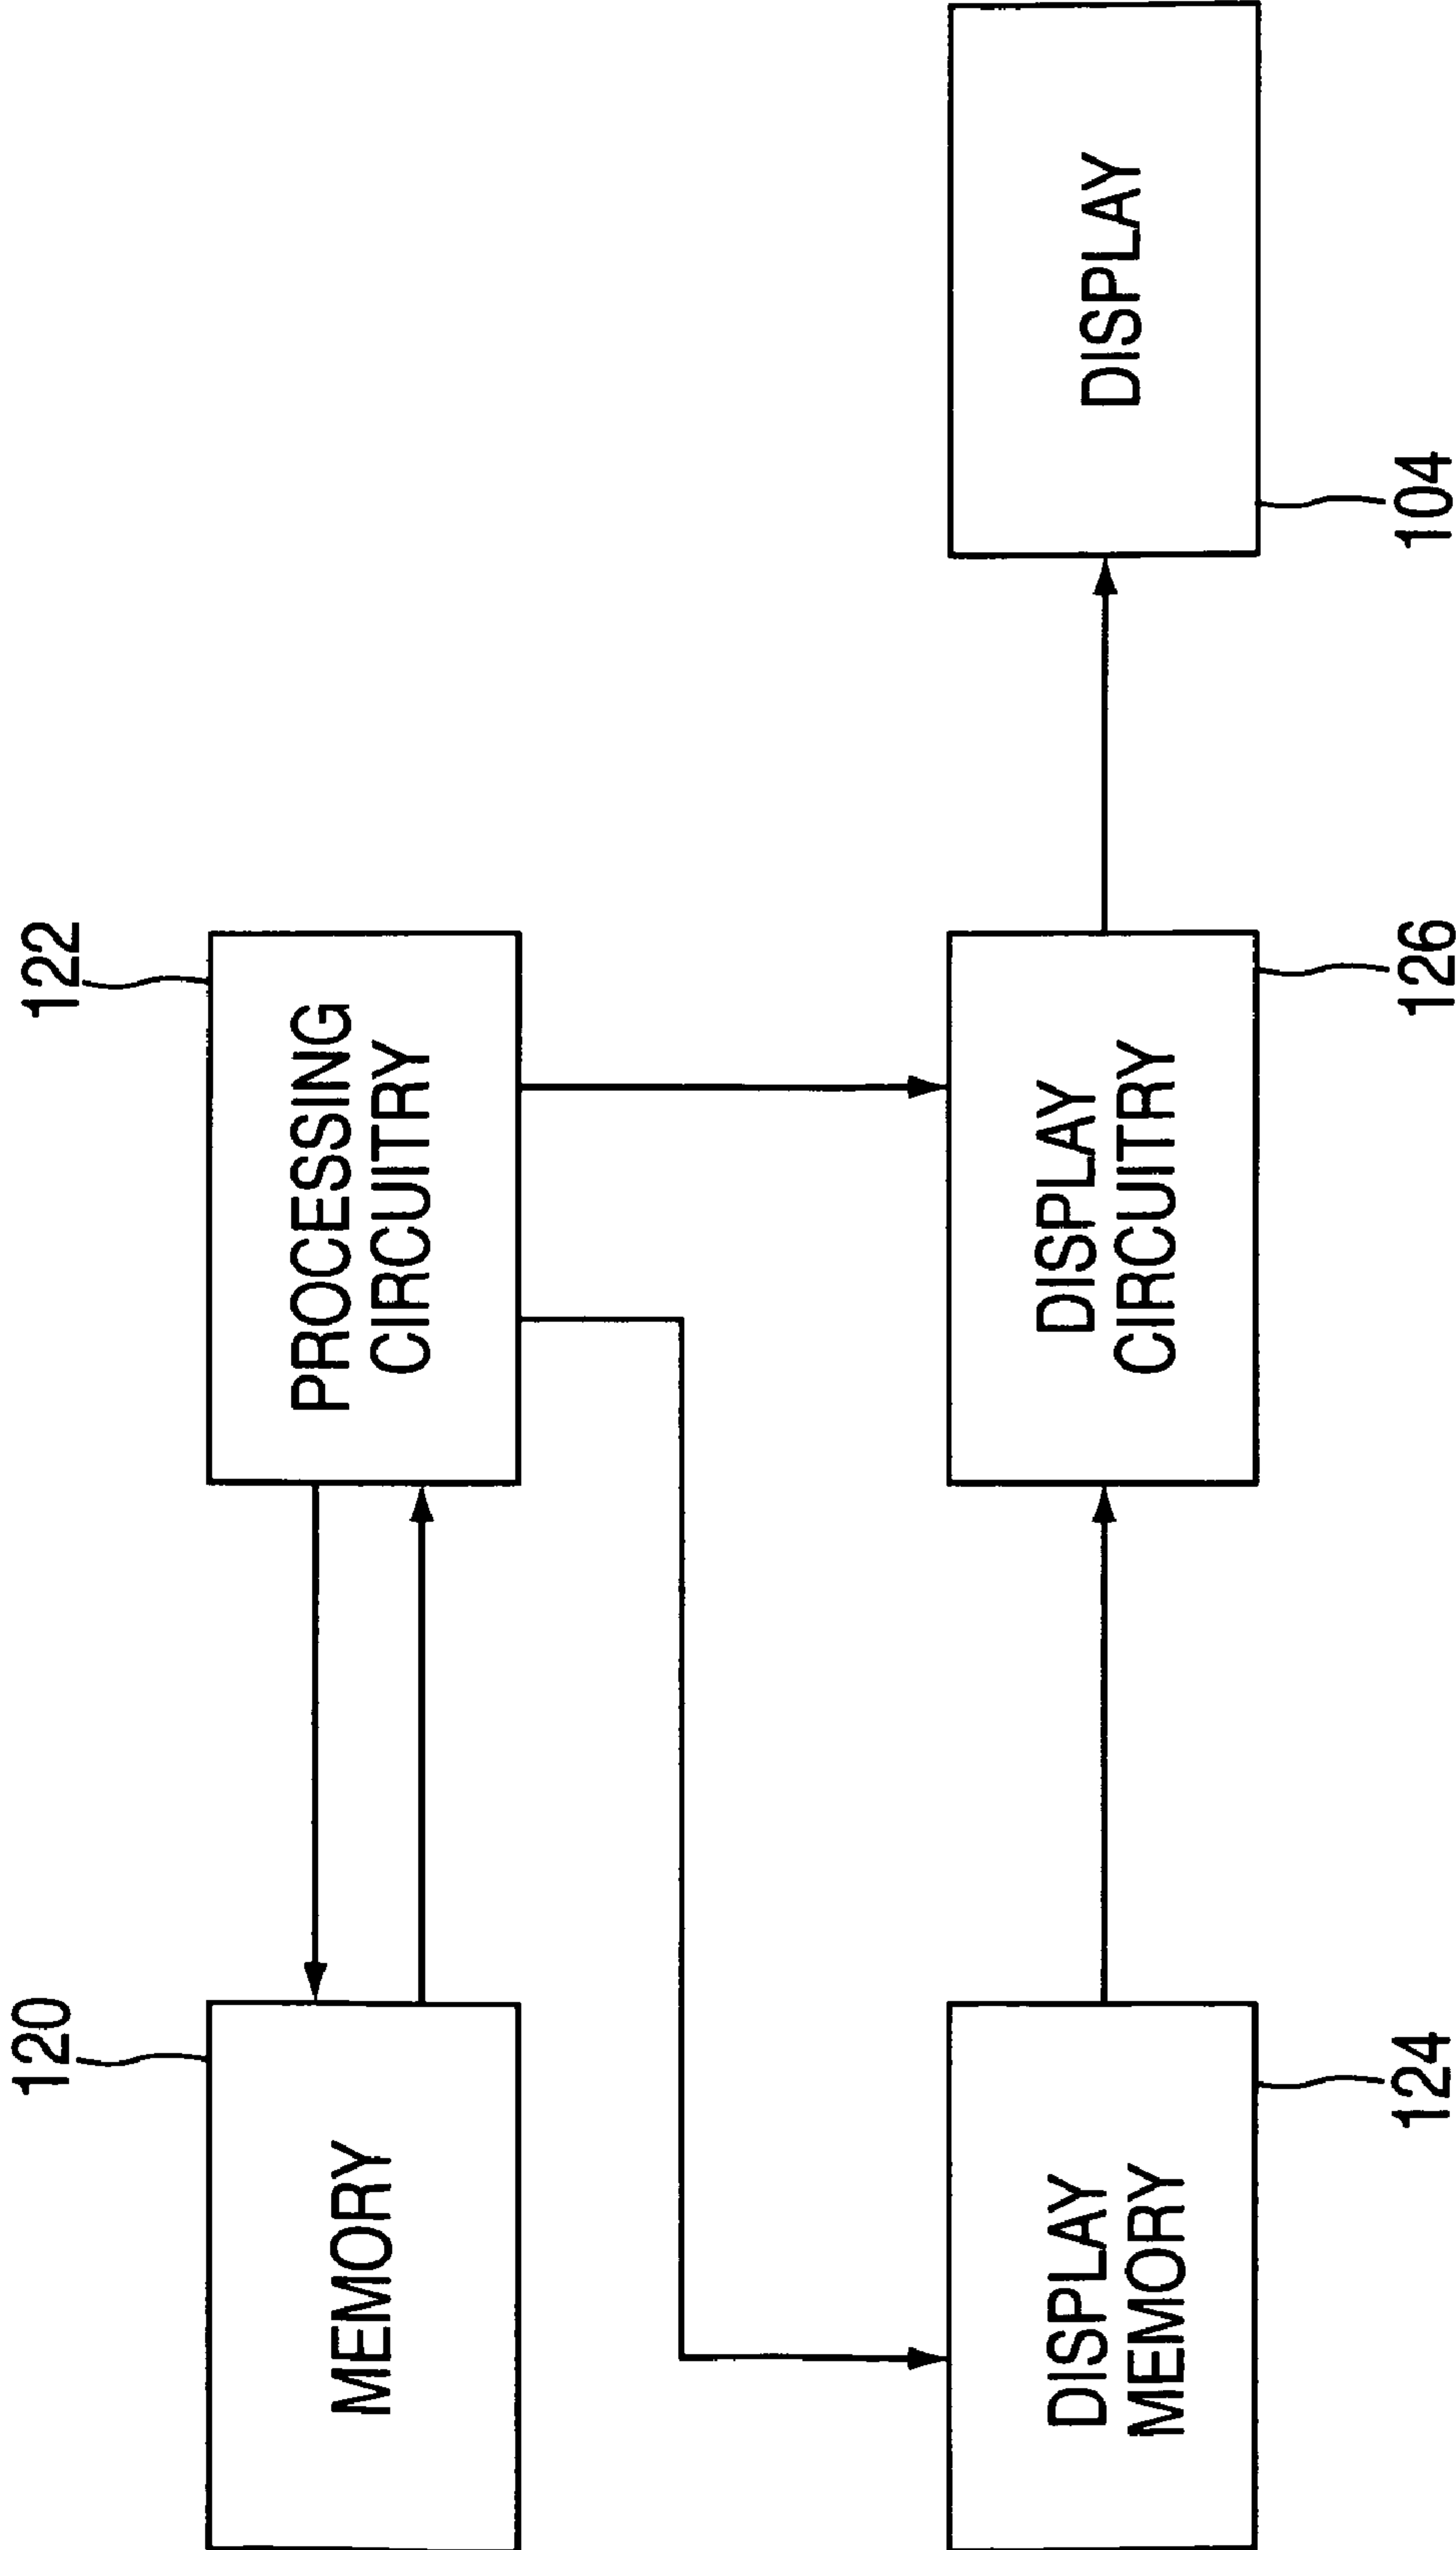 120
122
MEMORY
PROCESSING
CIRCUITRY
DISPLAY
MEMORY
DISPLAY
CIRCUITRY
DISPLAY
124
126
104